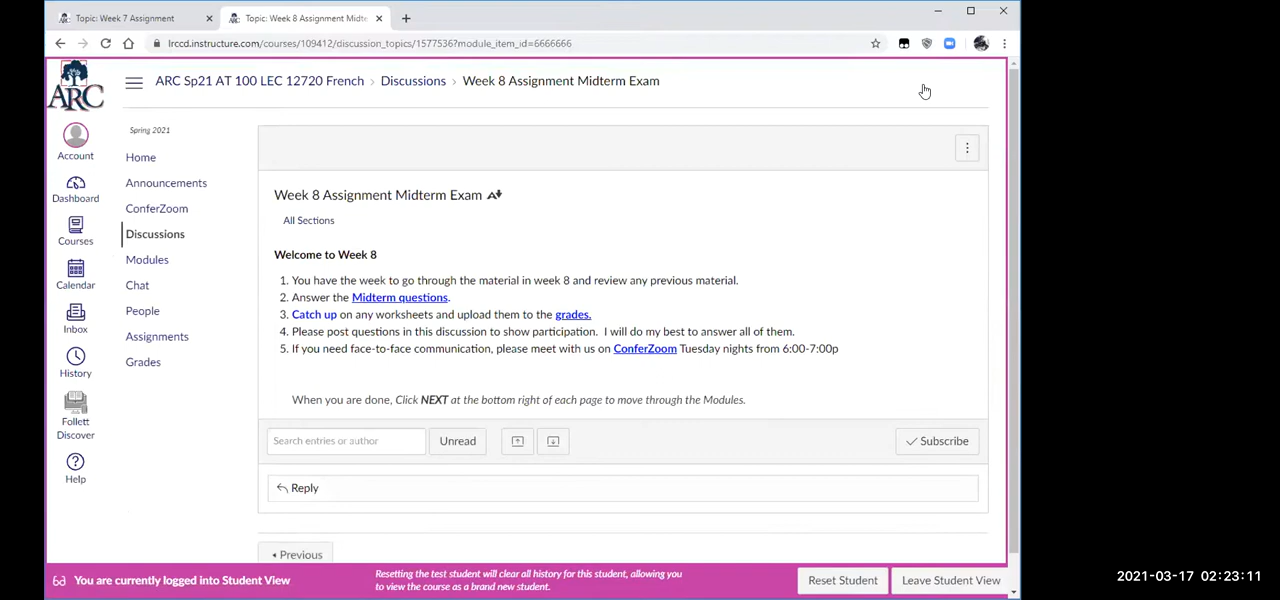 Topic: Week 7 Assignment
Topic: Week 8 Assignment Midte
lrccd.instructure.com/courses/109412/discussion_topics/1577536?module_item_id=6666666
ARC
ARC Sp21 AT 100 LEC 12720 French › Discussions › Week 8 Assignment Midterm Exam
Account
Dashboard
Courses
Calendar
Inbox
History
Follett
Discover
Help
Spring 2021
Home
Announcements
ConferZoom
Discussions
Modules
Chat
People
Assignments
Grades
Week 8 Assignment Midterm Exam
All Sections
Welcome to Week 8
1. You have the week to go through the material in week 8 and review any previous material.
2. Answer the Midterm questions.
3. Catch up on any worksheets and upload them to the grades.
4. Please post questions in this discussion to show participation. I will do my best to answer all of them.
5. If you need face-to-face communication, please meet with us on ConferZoom Tuesday nights from 6:00-7:00p
When you are done, Click NEXT at the bottom right of each page to move through the Modules.
Search entries or author
Unread
Subscribe
Reply
Previous
You are currently logged into Student View
Resetting the test student will clear all history for this student, allowing you
to view the course as a brand new student.
Reset Student
Leave Student View
2021-03-17 02:23:11